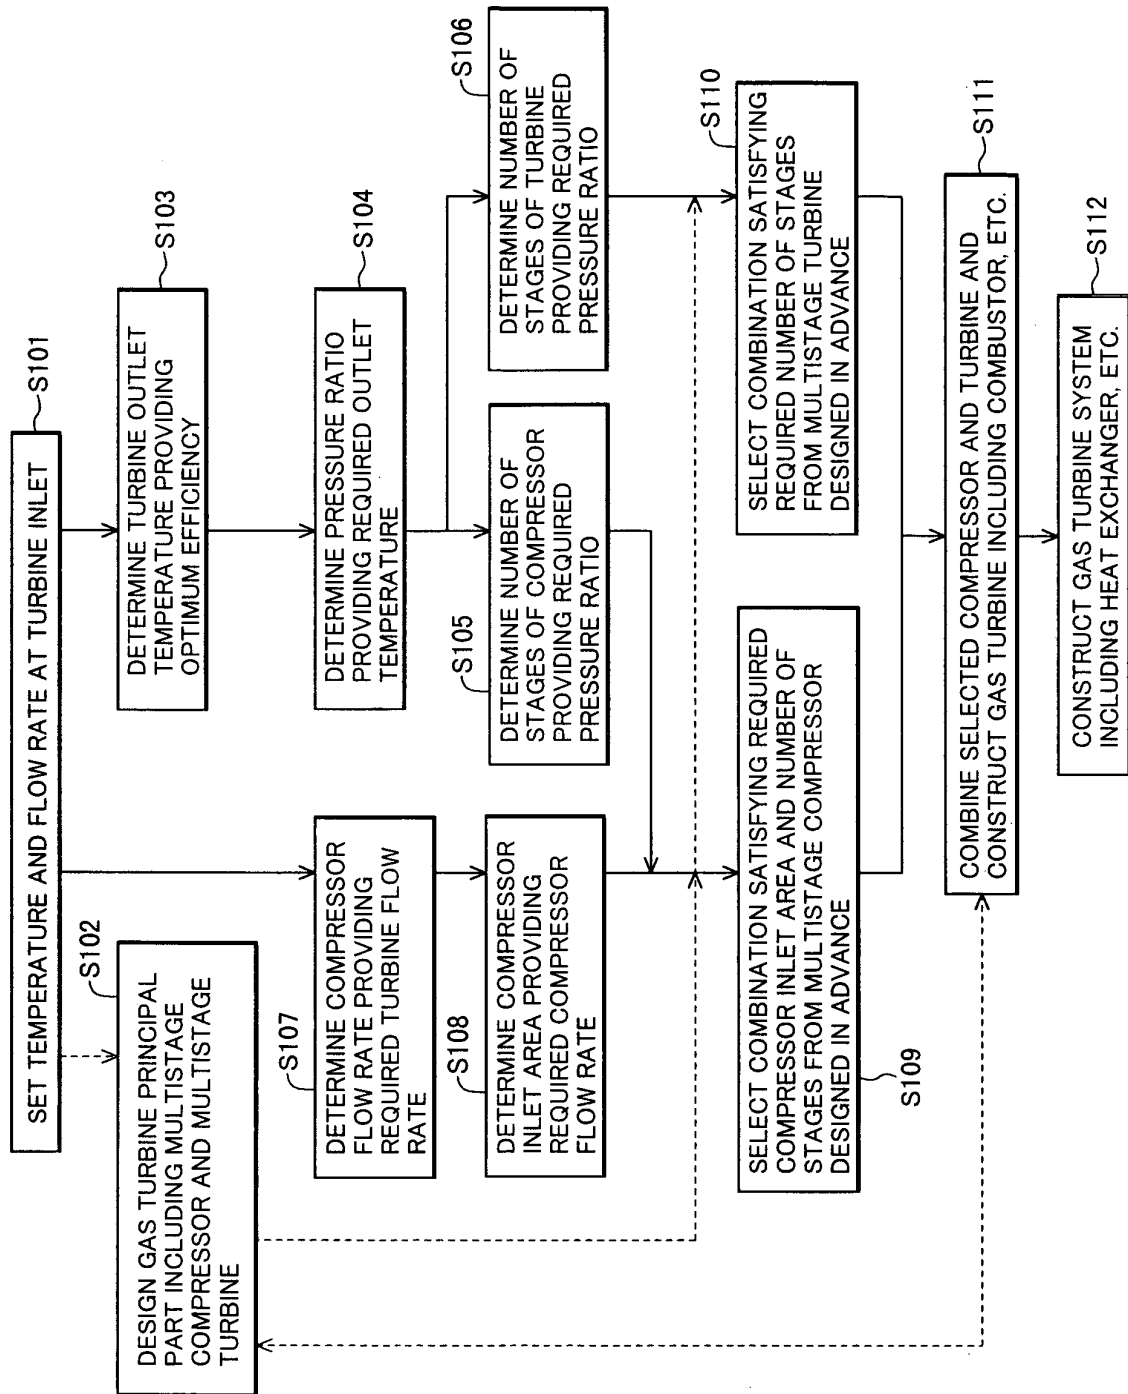 SET TEMPERATURE AND FLOW RATE AT TURBINE INLET
S101
DESIGN GAS TURBINE PRINCIPAL
PART INCLUDING MULTISTAGE
COMPRESSOR AND MULTISTAGE
TURBINE
S102
DETERMINE TURBINE OUTLET
TEMPERATURE PROVIDING
OPTIMUM EFFICIENCY
S103
DETERMINE PRESSURE RATIO
PROVIDING REQUIRED OUTLET
TEMPERATURE
S104
S105
DETERMINE NUMBER OF
STAGES OF COMPRESSOR
PROVIDING REQUIRED
PRESSURE RATIO
S106
DETERMINE NUMBER OF
STAGES OF TURBINE
PROVIDING REQUIRED
PRESSURE RATIO
S107
DETERMINE COMPRESSOR
FLOW RATE PROVIDING
REQUIRED TURBINE FLOW
RATE
S108
DETERMINE COMPRESSOR
INLET AREA PROVIDING
REQUIRED COMPRESSOR
FLOW RATE
SELECT COMBINATION SATISFYING REQUIRED
COMPRESSOR INLET AREA AND NUMBER OF
STAGES FROM MULTISTAGE COMPRESSOR
DESIGNED IN ADVANCE
S109
S110
SELECT COMBINATION SATISFYING
REQUIRED NUMBER OF STAGES
FROM MULTISTAGE TURBINE
DESIGNED IN ADVANCE
S111
COMBINE SELECTED COMPRESSOR AND TURBINE AND
CONSTRUCT GAS TURBINE INCLUDING COMBUSTOR, ETC.
S112
CONSTRUCT GAS TURBINE SYSTEM
INCLUDING HEAT EXCHANGER, ETC.